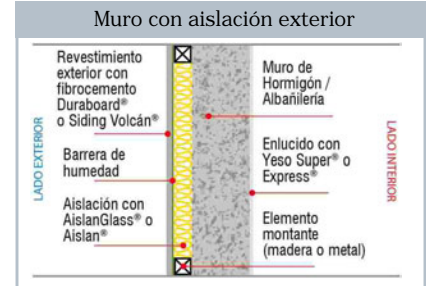 Muro con aislación exterior
Revestimiento
exterior con
fibrocemento
Duraboard®
o Siding Volcán®
Barrera de
humedad
Aislación con
AislanGlass® o
Aislan®
LADO EXTERIOR
Muro de
Hormigón /
Albañilería
Enlucido con
Yeso Super® o
Express®
Elemento
montante
(madera o metal)
LADO INTERIOR